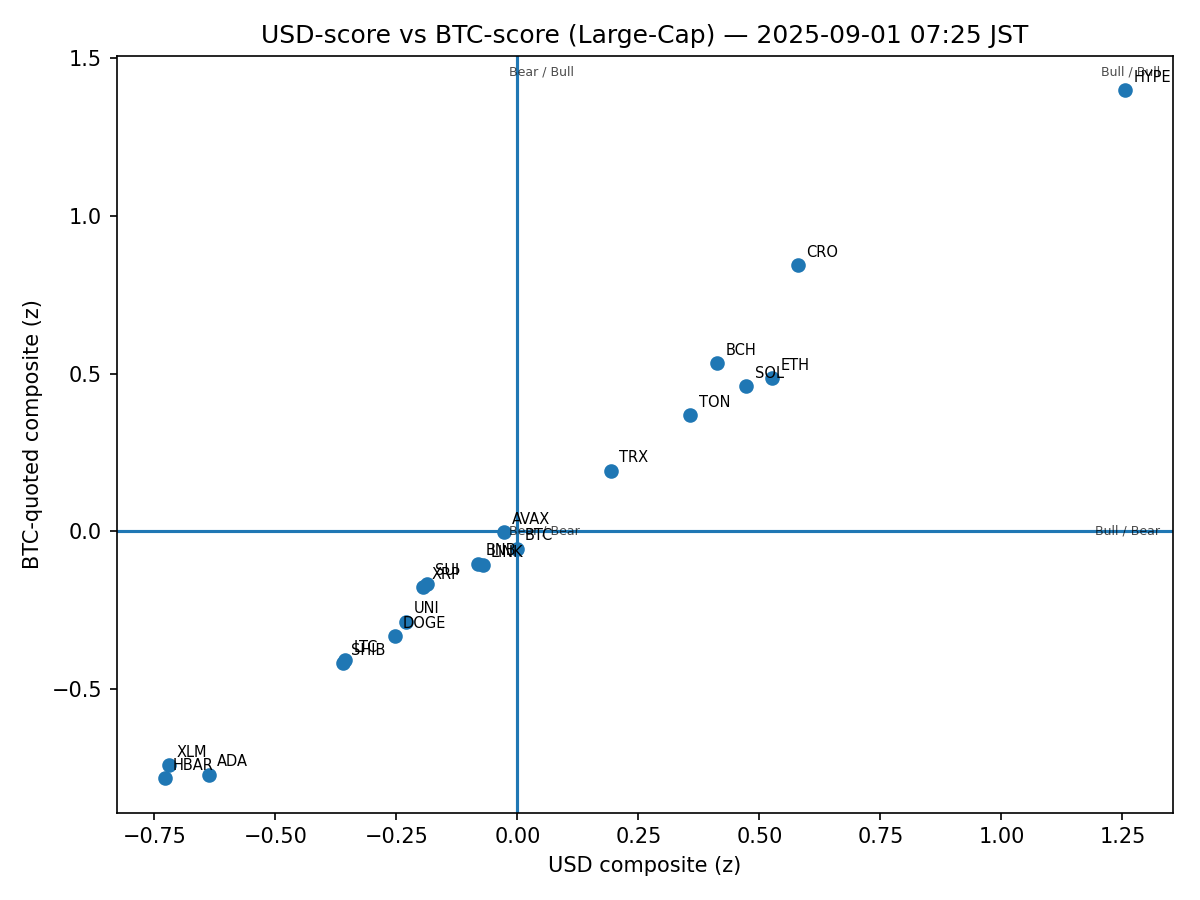 USD-score vs BTC-score (Large-Cap) — 2025-09-01 07:25 JST
1.5
Bear / Bull
Bull / Bull
HYPE
CRO
1.0
BCH
ETH
SOL
0.5
TON
TRX
AVAX
0.0
Bear / Bear
Bull / Bear
BTC
BNB
LINK
SUI
XRP
UNI
DOGE
LTC
SHIB
−0.5
XLM
ADA
HBAR
BTC-quoted composite (z)
−0.75
−0.50
−0.25
0.00
0.25
0.50
0.75
1.00
1.25
USD composite (z)